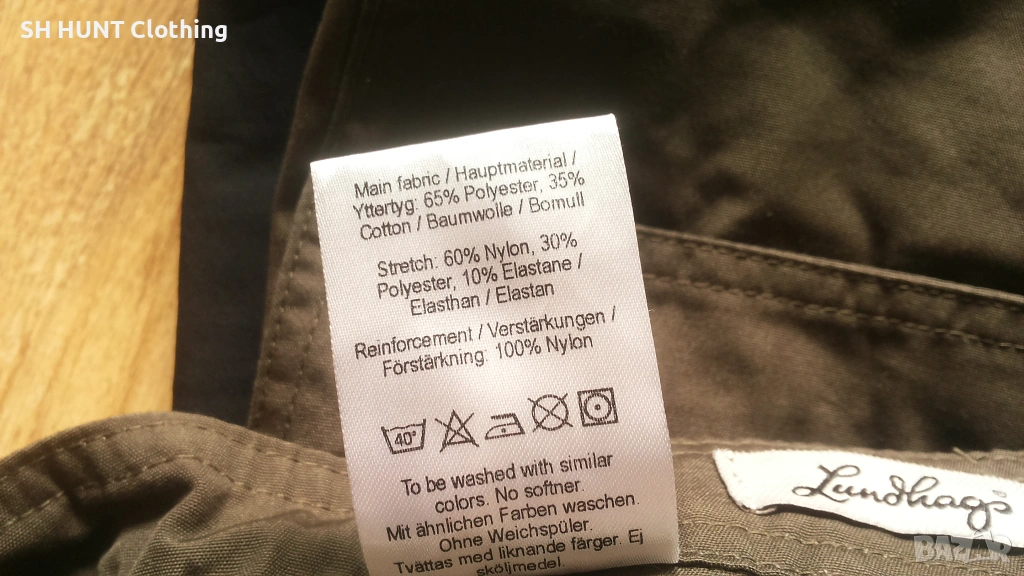 SH HUNT Clothing
Main fabric / Hauptmaterial /
Yttertyg: 65% Polyester, 35%
Cotton / Baumwolle / Bomull
Stretch: 60% Nylon, 30%
Polyester, 10% Elastane /
Elasthan / Elastan
Reinforcement / Verstärkungen /
Förstärkning: 100% Nylon
40°
To be washed with similar
colors. No softner.
Mit ähnlichen Farben waschen.
Ohne Weichspüler.
Tvättas med liknande färger. Ej
sköljmedel.
Lundhags
BAZAR